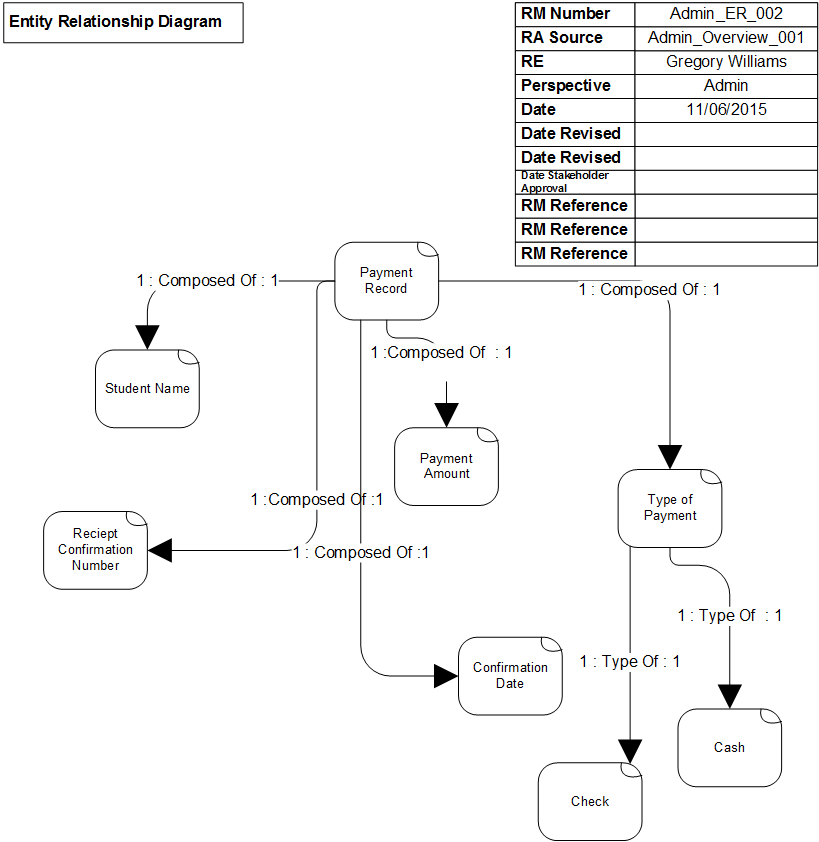 Entity Relationship Diagram
RM Number Admin_ER_002
RA Source Admin_Overview_001
RE Gregory Williams
Perspective Admin
Date 11/06/2015
Date Revised
Date Revised
Date Stakeholder
Approval
RM Reference
RM Reference
RM Reference
Payment
Record
1 : Composed Of : 1
1 : Composed Of : 1
1 :Composed Of : 1
Student Name
Payment
Amount
1 :Composed Of :1
Type of
Payment
Reciept
Confirmation
Number
1 : Composed Of :1
1 : Type Of : 1
1 : Type Of : 1
Confirmation
Date
Cash
Check